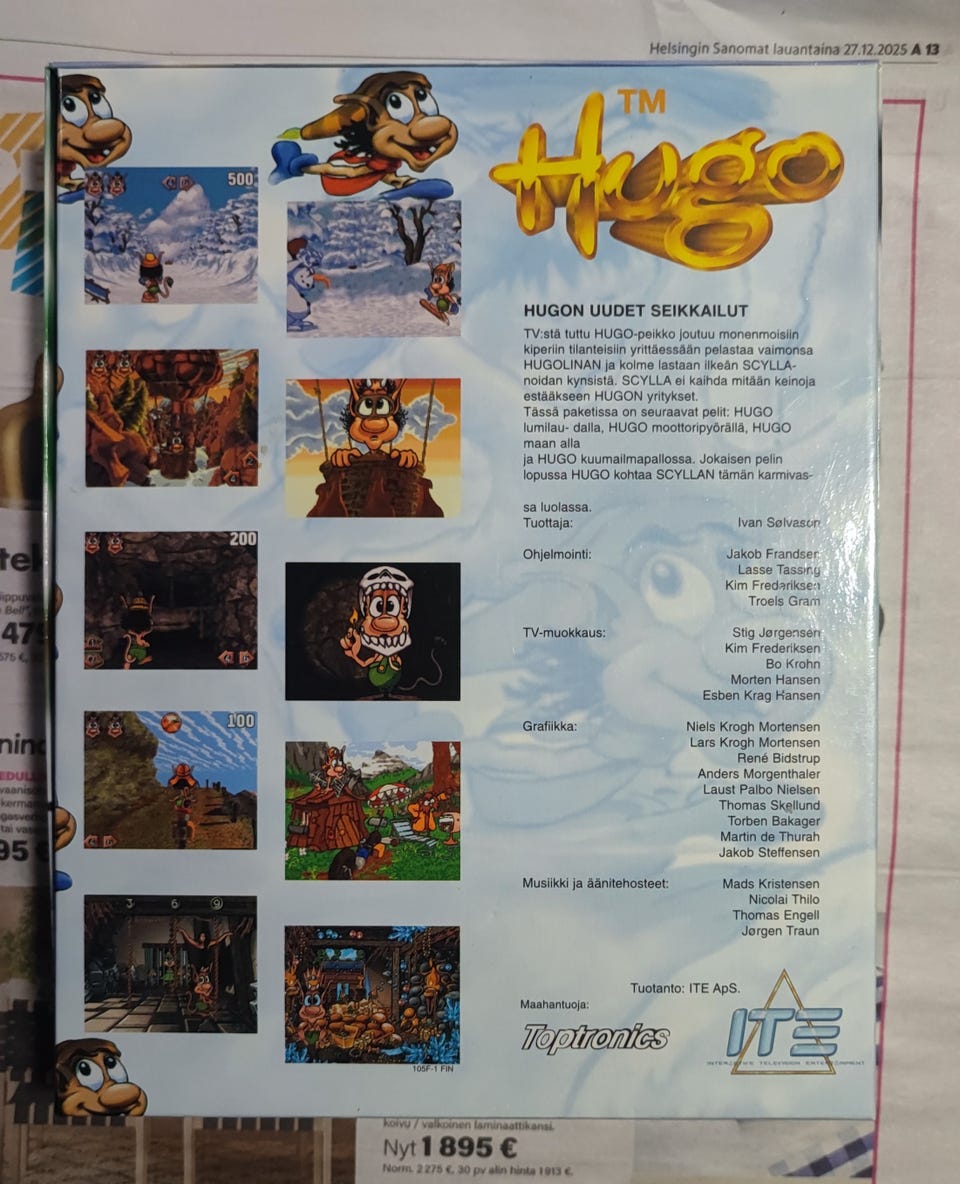 Helsingin Sanomat lauantaina 27.12.2025 A 13
TM
Hugo
500
200
100
3 6 9
HUGON UUDET SEIKKAILUT
TV:stä tuttu HUGO-peikko joutuu monenmoisiin
kiperiin tilanteisiin yrittäessään pelastaa vaimonsa
HUGOLINAN ja kolme lastaan ilkeän SCYLLA-
noidan kynsistä. SCYLLA ei kaihda mitään keinoja
estääkseen HUGON yritykset.
Tässä paketissa on seuraavat pelit: HUGO
lumilau- dalla, HUGO moottoripyörällä, HUGO
maan alla
ja HUGO kuumailmapallossa. Jokaisen pelin
lopussa HUGO kohtaa SCYLLAN tämän karmivas-
sa luolassa.
Tuottaja: Ivan Sølvason
Ohjelmointi: Jakob Frandsen
Lasse Tassing
Kim Frederiksen
Troels Gram
TV-muokkaus: Stig Jørgensen
Kim Frederiksen
Bo Krohn
Morten Hansen
Esben Krag Hansen
Grafiikka: Niels Krogh Mortensen
Lars Krogh Mortensen
René Bidstrup
Anders Morgenthaler
Laust Palbo Nielsen
Thomas Skellund
Torben Bakager
Martin de Thurah
Jakob Steffensen
Musiikki ja äänitehosteet: Mads Kristensen
Nicolai Thilo
Thomas Engell
Jørgen Traun
Tuotanto: ITE ApS.
Maahantuoja:
Toptronics
ITE
INTERACTIVE TELEVISION ENTERTAINMENT
105F-1 FIN
koivu / valkoinen laminaattikansi.
Nyt 1 895 €
Norm. 2 275 €, 30 pv alin hinta 1 913 €.